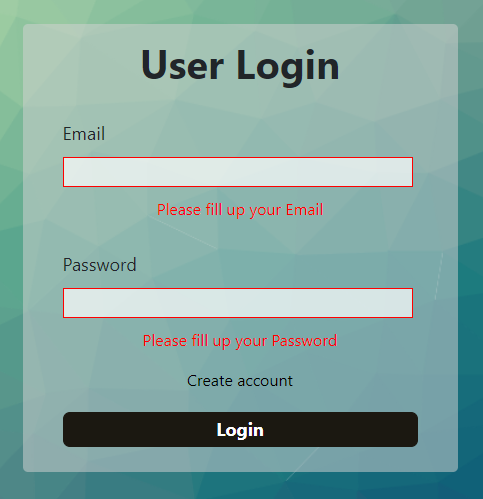 User Login
Email
Please fill up your Email
Password
Please fill up your Password
Create account
Login